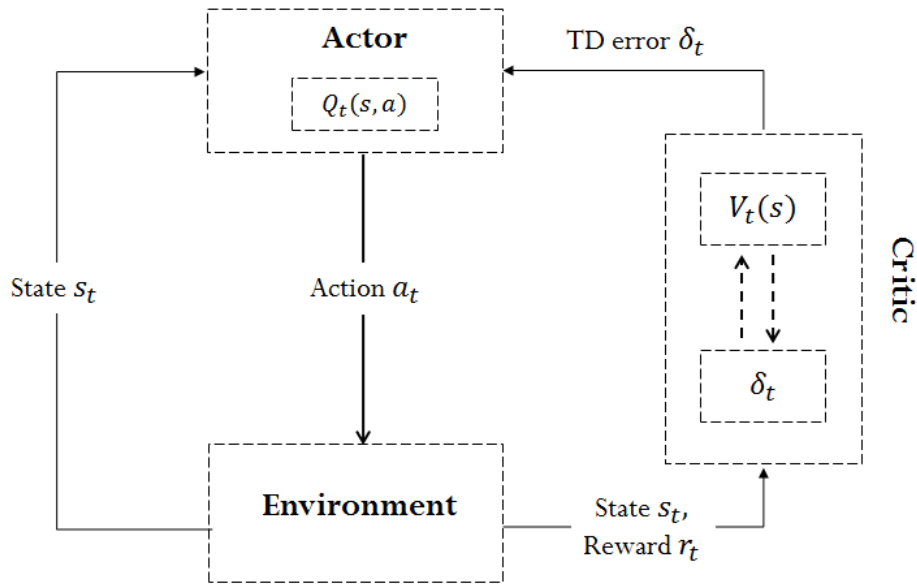 Actor
TD error δₜ
Qₜ(s, a)
Vₜ(s)
Critic
State sₜ
Action aₜ
δₜ
Environment
State sₜ,
Reward rₜ